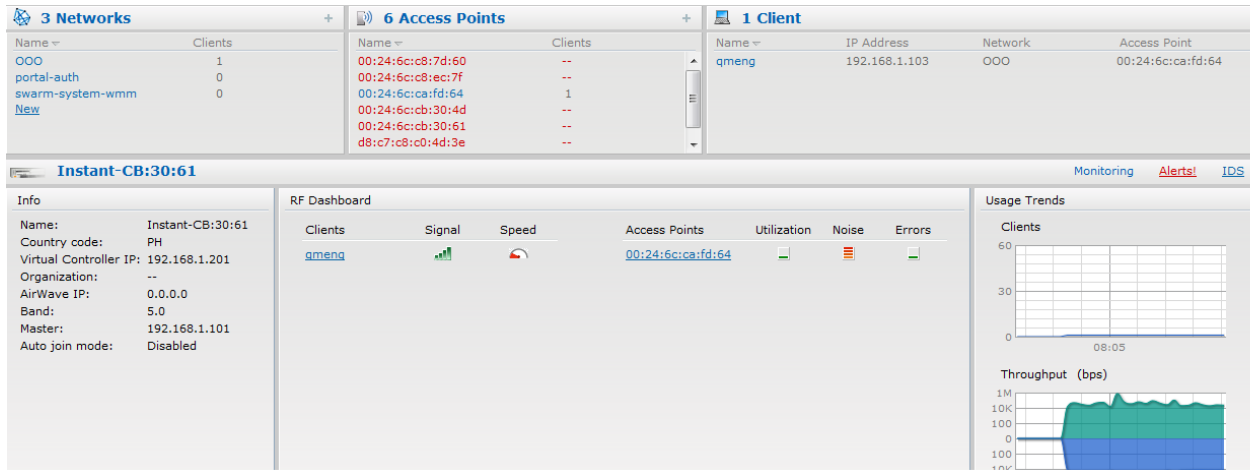 3 Networks +
Name Clients
OOO 1
portal-auth 0
swarm-system-wmm 0
New
6 Access Points +
Name Clients
00:24:6c:c8:7d:60 --
00:24:6c:c8:ec:7f --
00:24:6c:ca:fd:64 1
00:24:6c:cb:30:4d --
00:24:6c:cb:30:61 --
d8:c7:c8:c0:4d:3e --
1 Client
Name IP Address Network Access Point
qmeng 192.168.1.103 OOO 00:24:6c:ca:fd:64
Instant-CB:30:61
Monitoring Alerts! IDS
Info
Name: Instant-CB:30:61
Country code: PH
Virtual Controller IP: 192.168.1.201
Organization: --
AirWave IP: 0.0.0.0
Band: 5.0
Master: 192.168.1.101
Auto join mode: Disabled
RF Dashboard
Clients Signal Speed
qmeng
Access Points Utilization Noise Errors
00:24:6c:ca:fd:64
Usage Trends
Clients
60
30
0
08:05
Throughput (bps)
1M
10K
100
0
100
10K